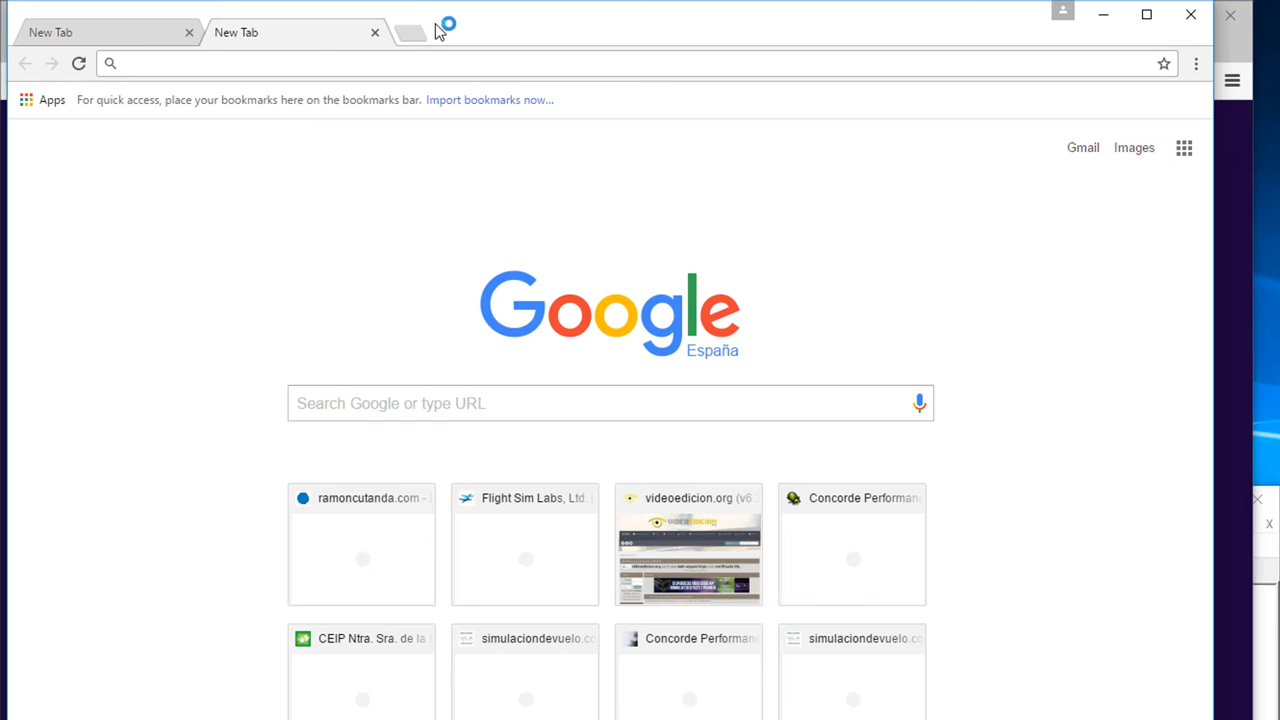 New Tab
New Tab
Apps For quick access, place your bookmarks here on the bookmarks bar. Import bookmarks now...
Gmail Images
Google
España
Search Google or type URL
ramoncutanda.com -
Flight Sim Labs, Ltd.
videoedicion.org (v6.
Concorde Performan
VIDEOEDICION
CEIP Ntra. Sra. de la
simulaciondevuelo.co
Concorde Performan
simulaciondevuelo.co